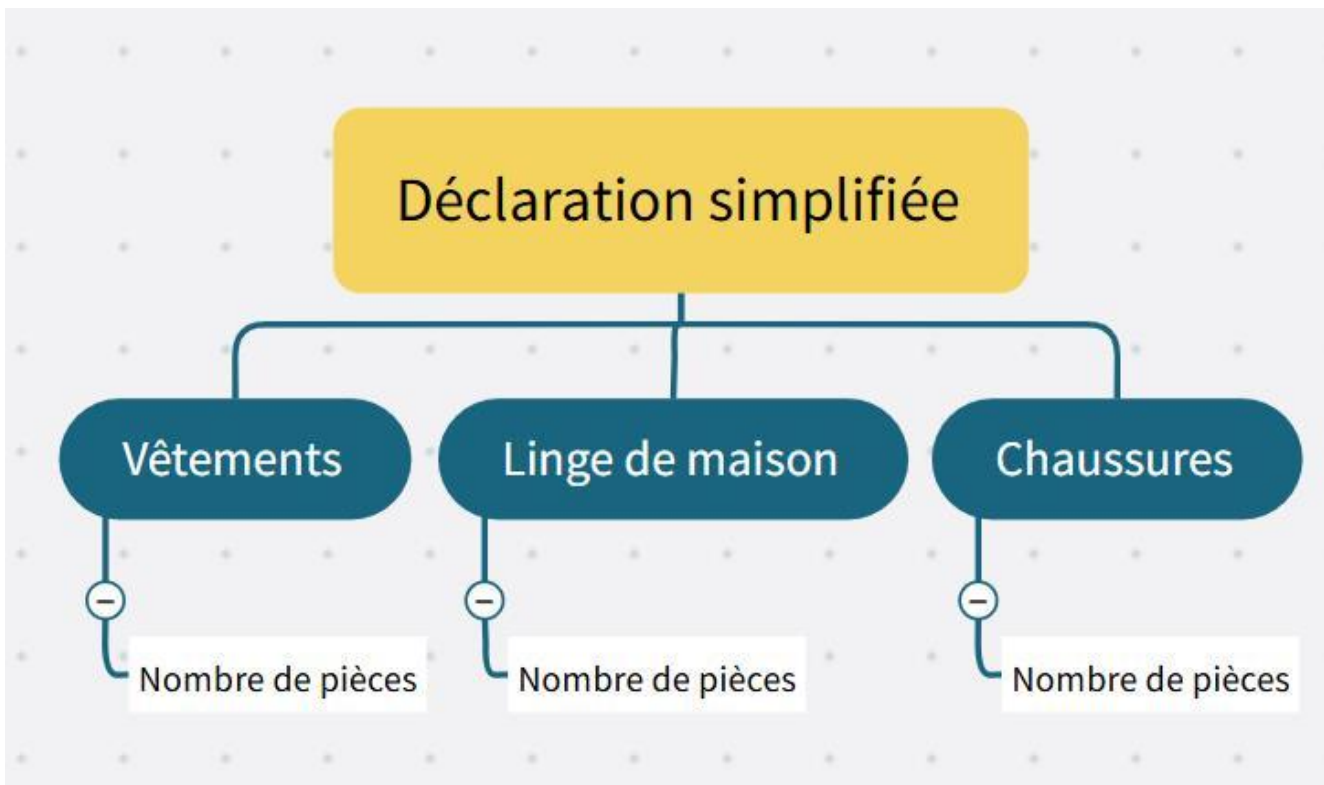 Déclaration simplifiée
Vêtements
Linge de maison
Chaussures
Nombre de pièces
Nombre de pièces
Nombre de pièces